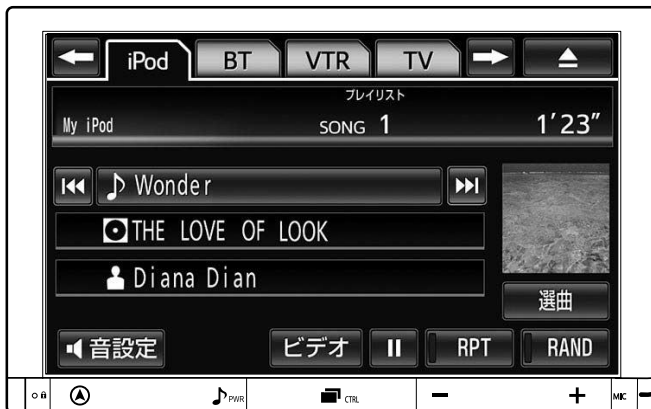 iPod BT VTR TV
プレイリスト
My iPod SONG 1 1'23"
Wonder
THE LOVE OF LOOK
Diana Dian
選曲
音設定 ビデオ RPT RAND
PWR CTRL MIC